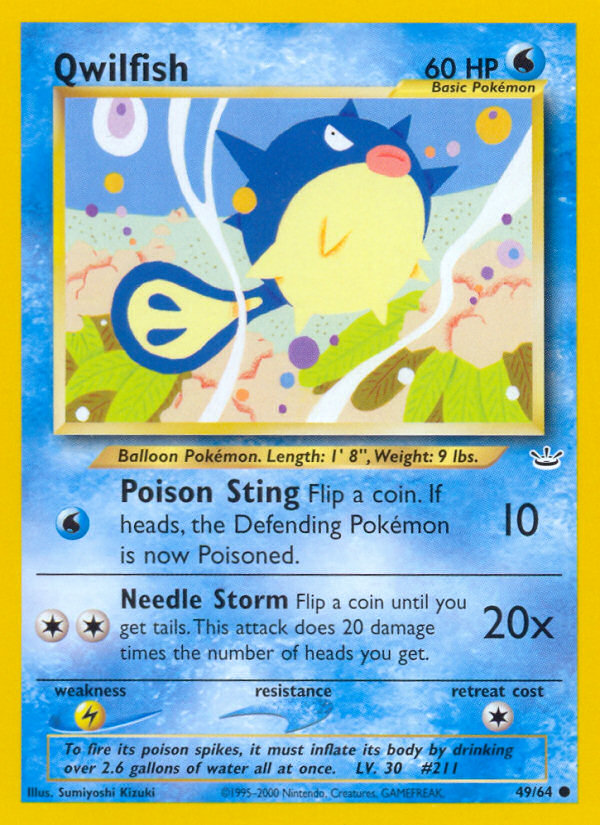 Qwilfish
60 HP
Basic Pokémon
Balloon Pokémon. Length: 1' 8", Weight: 9 lbs.
Poison Sting Flip a coin. If
heads, the Defending Pokémon
is now Poisoned.
10
Needle Storm Flip a coin until you
get tails. This attack does 20 damage
times the number of heads you get.
20x
weakness resistance retreat cost
To fire its poison spikes, it must inflate its body by drinking
over 2.6 gallons of water all at once. LV. 30 #211
Illus. Sumiyoshi Kizuki ©1995-2000 Nintendo, Creatures, GAMEFREAK. 49/64